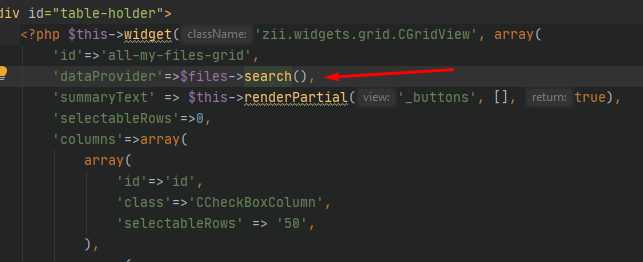 div id="table-holder">
<?php $this->widget( className: 'zii.widgets.grid.CGridView', array(
'id'=>'all-my-files-grid',
'dataProvider'=>$files->search(),
'summaryText' => $this->renderPartial( view: '_buttons', [], return: true),
'selectableRows'=>0,
'columns'=>array(
array(
'id'=>'id',
'class'=>'CCheckBoxColumn',
'selectableRows' => '50',
),